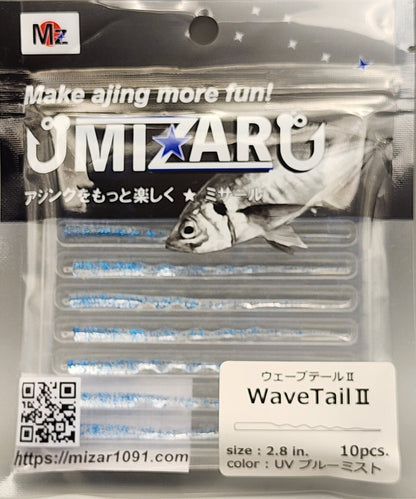 Mz
Make ajing more fun!
MIZAR
アジングをもっと楽しく ★ ミザール
ウェーブテールⅡ
WaveTailⅡ
size : 2.8 in. 10pcs.
color : UV ブルーミスト
https://mizar1091.com